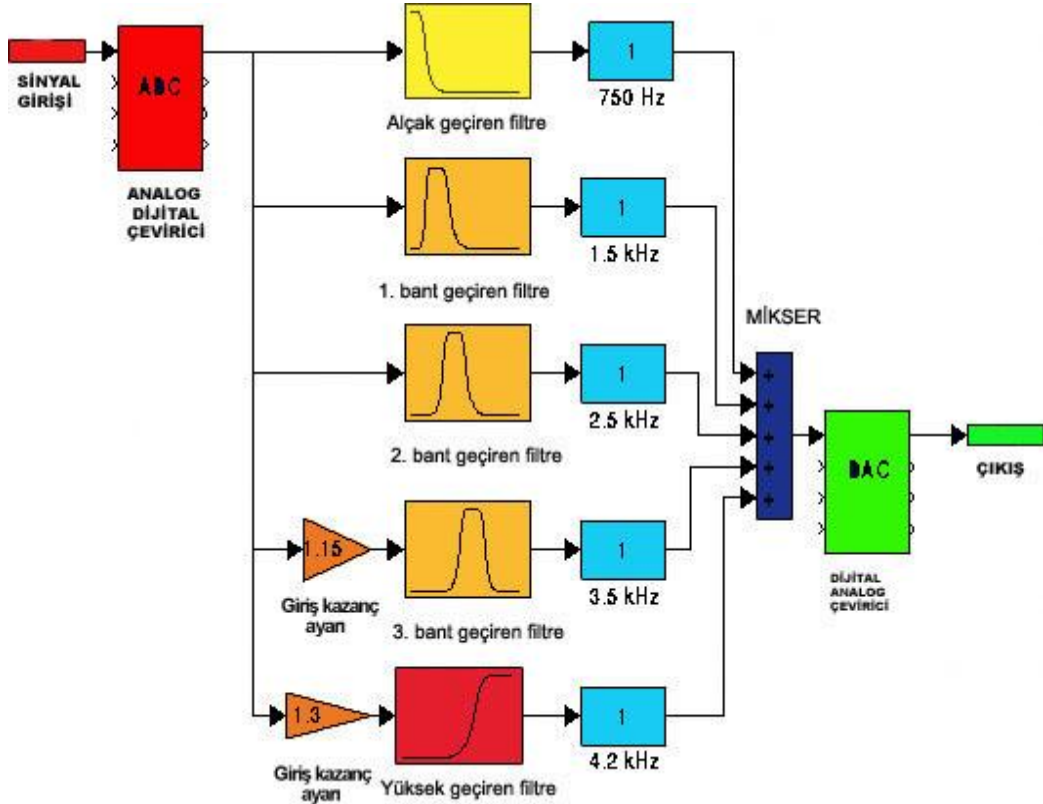 SİNYAL
GİRİŞİ
ABC
ANALOG
DİJİTAL
ÇEVİRİCİ
Alçak geçiren filtre
1
750 Hz
1. bant geçiren filtre
1
1.5 kHz
2. bant geçiren filtre
1
2.5 kHz
1.15
Giriş kazanç
ayarı
3. bant geçiren filtre
1
3.5 kHz
1.3
Giriş kazanç
ayarı
Yüksek geçiren filtre
1
4.2 kHz
MİKSER
+
+
+
+
+
DAC
DİJİTAL
ANALOG
ÇEVİRİCİ
ÇIKIŞ